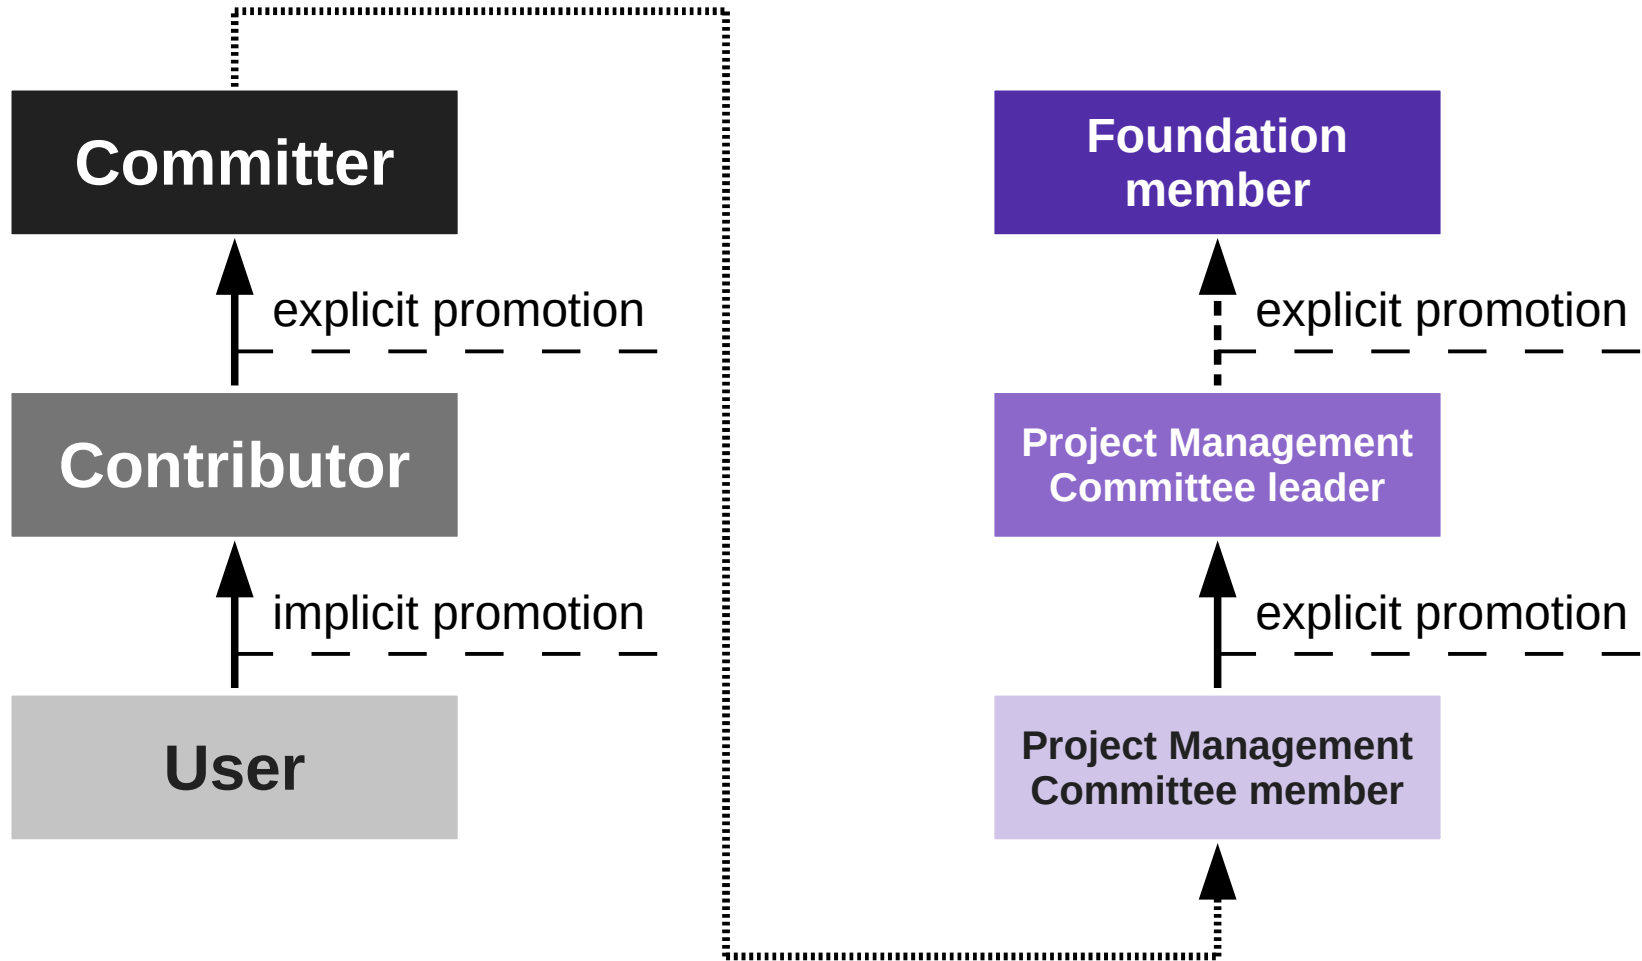 Committer
explicit promotion
Contributor
implicit promotion
User
Foundation
member
explicit promotion
Project Management
Committee leader
explicit promotion
Project Management
Committee member